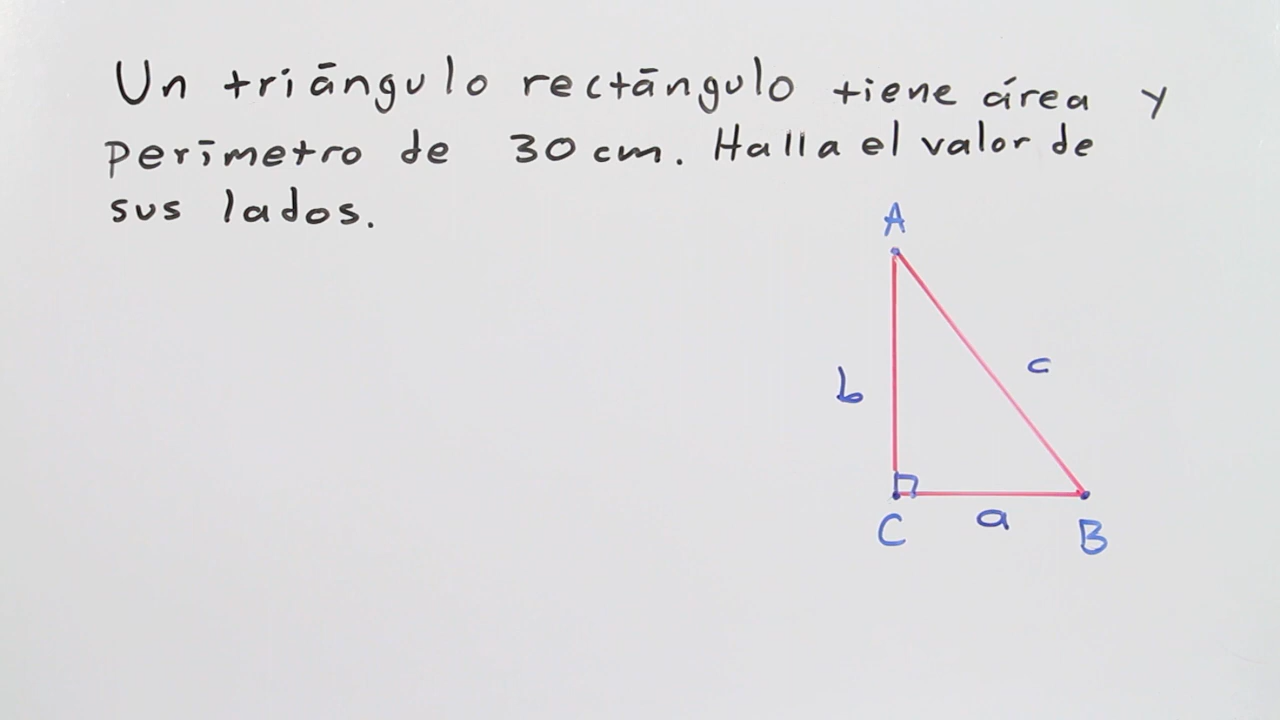 Un triángulo rectángulo tiene área y
perímetro de 30 cm. Halla el valor de
sus lados.
A
b
c
C
a
B